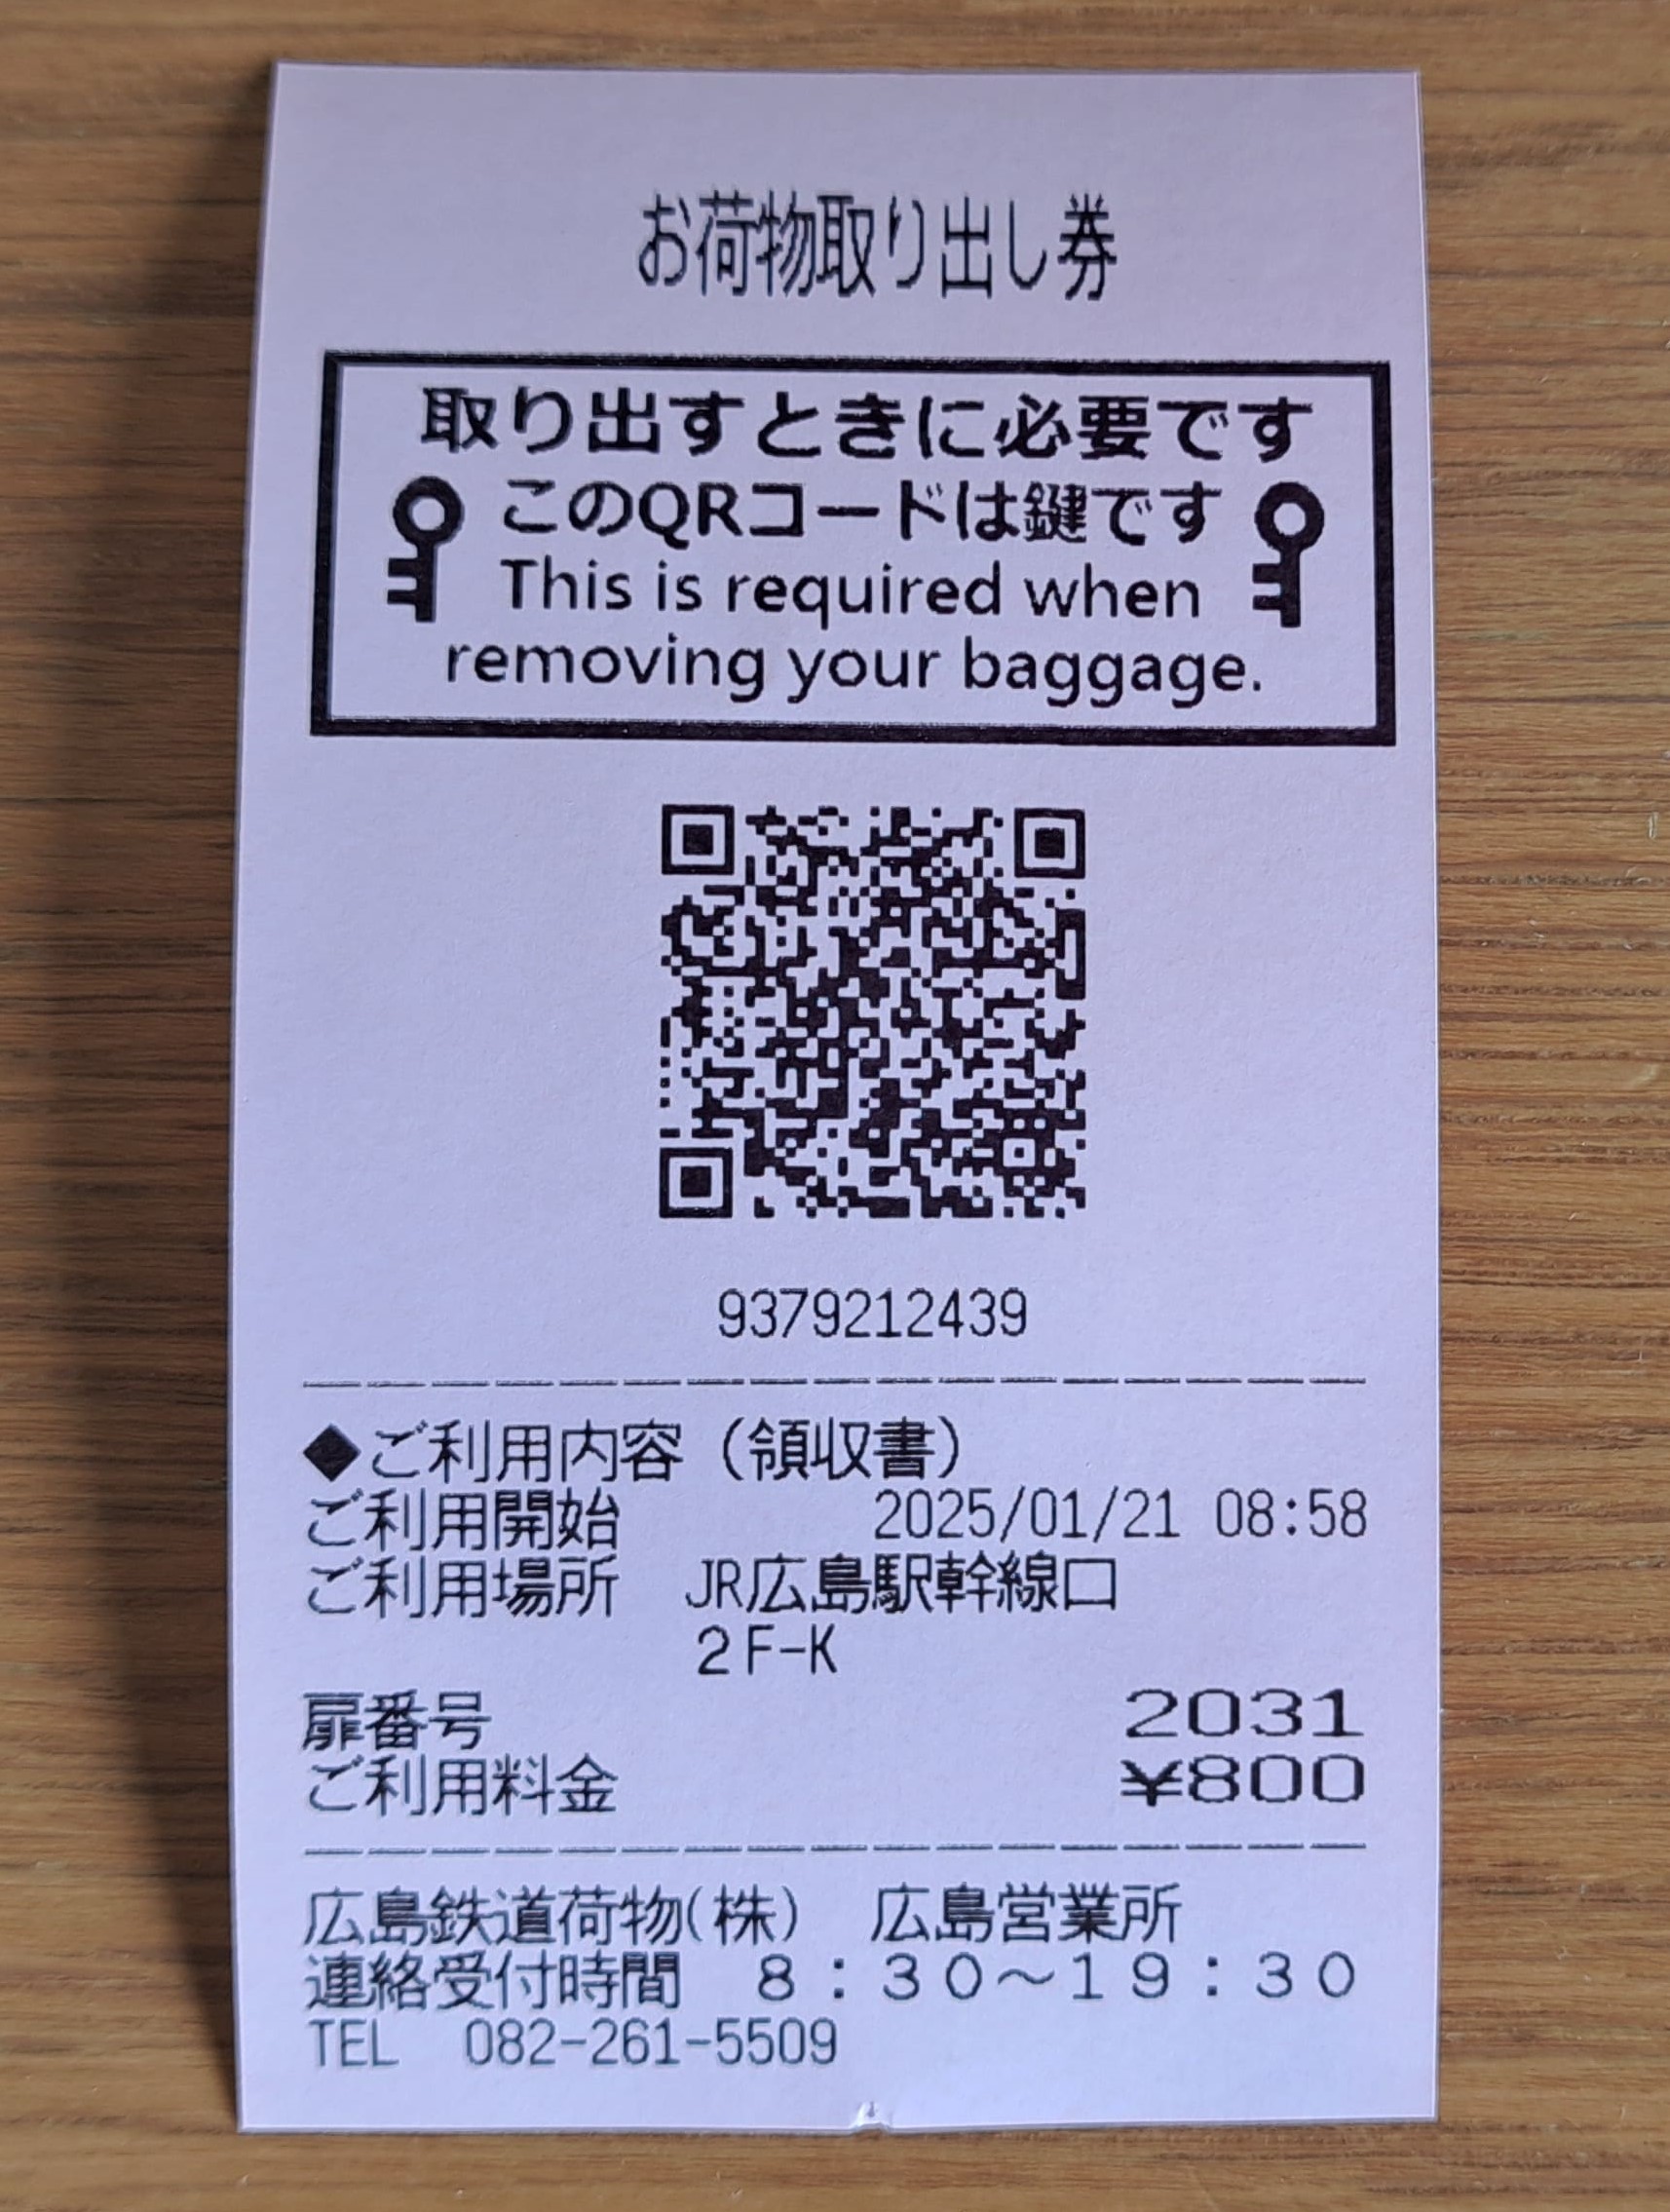 お荷物取り出し券
取り出すときに必要です
このQRコードは鍵です
This is required when
removing your baggage.
9379212439
◆ご利用内容（領収書）
ご利用開始 2025/01/21 08:58
ご利用場所 JR広島駅幹線口
２F-K
扉番号 2031
ご利用料金 ¥800
広島鉄道荷物(株) 広島営業所
連絡受付時間 ８：３０～１９：３０
TEL 082-261-5509